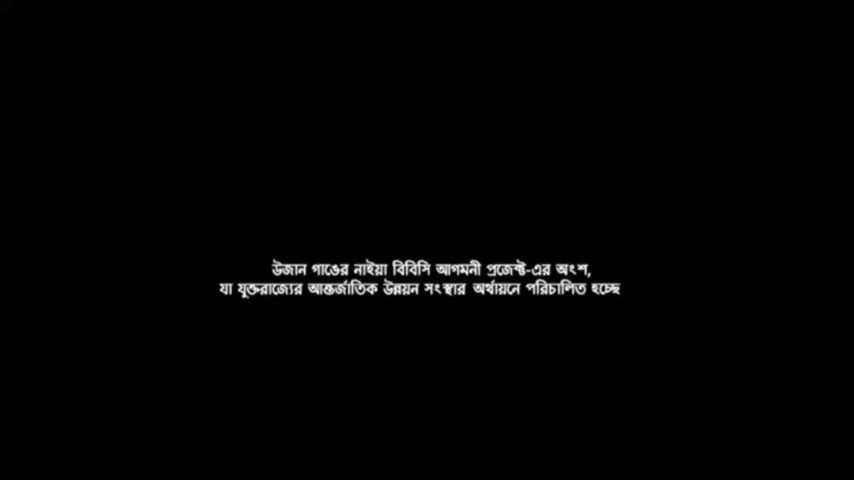 উজান গাঙের নাইয়া বিবিসি আগমনী প্রজেক্ট-এর অংশ,
যা যুক্তরাজ্যের আন্তর্জাতিক উন্নয়ন সংস্থার অর্থায়নে পরিচালিত হচ্ছে